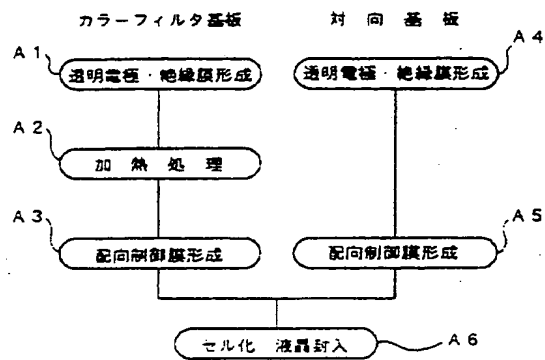 カラーフィルタ基板
対向基板
A1
透明電極・絶縁膜形成
A4
透明電極・絶縁膜形成
A2
加熱処理
A3
配向制御膜形成
A5
配向制御膜形成
セル化 液晶封入
A6